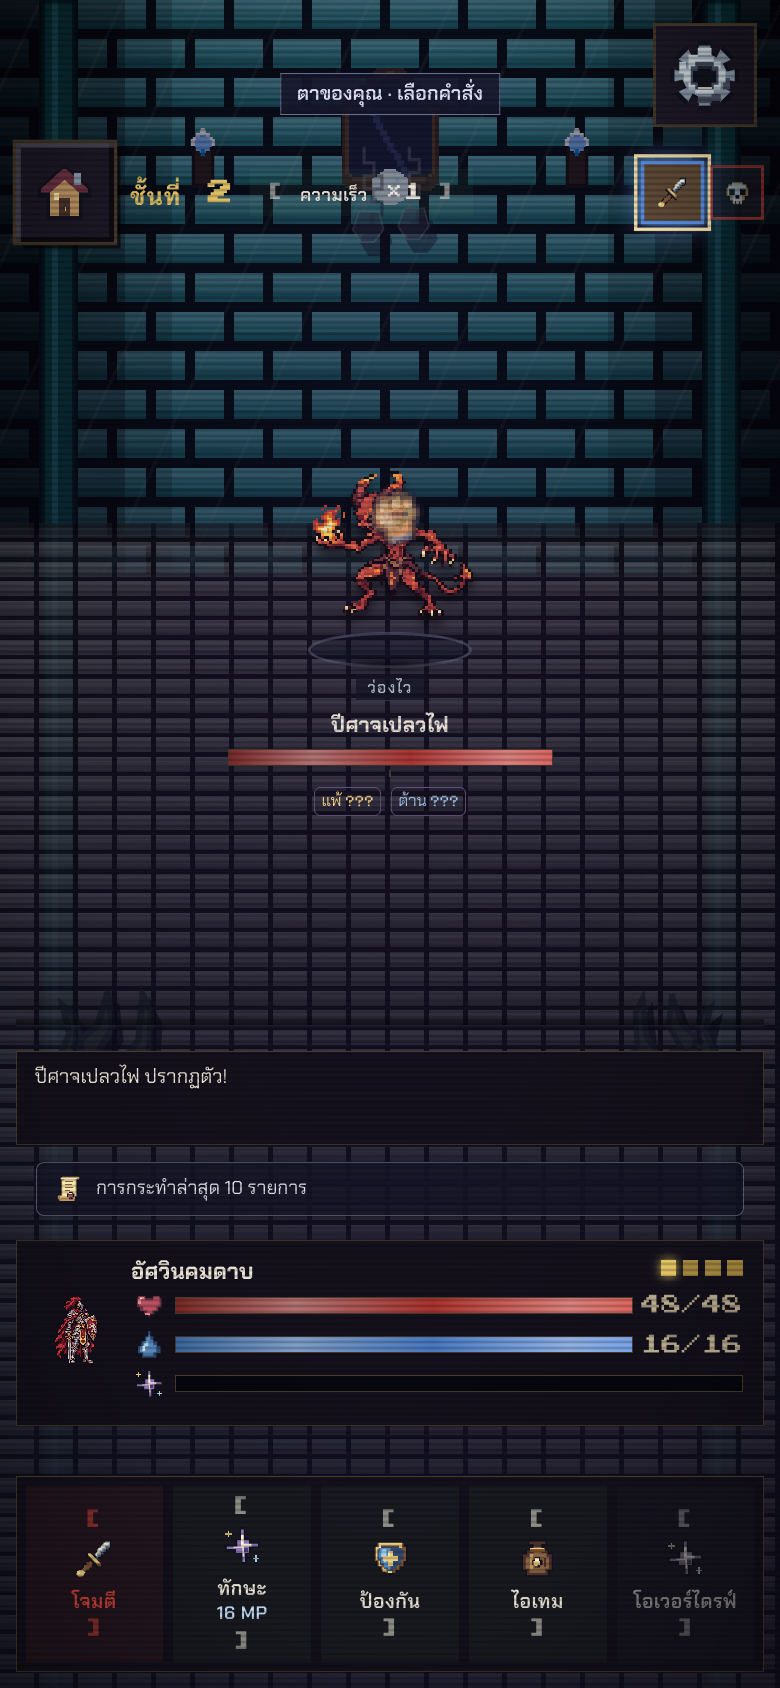 ตาของคุณ · เลือกคำสั่ง
ชั้นที่ 2 [ ความเร็ว ×1 ]
ว่องไว
ปีศาจเปลวไฟ
แพ้ ??? ต้าน ???
ปีศาจเปลวไฟ ปรากฏตัว!
การกระทำล่าสุด 10 รายการ
อัศวินคมดาบ
48/48
16/16
[ โจมตี ]
[ ทักษะ 16 MP ]
[ ป้องกัน ]
[ ไอเทม ]
[ โอเวอร์ไดรฟ์ ]